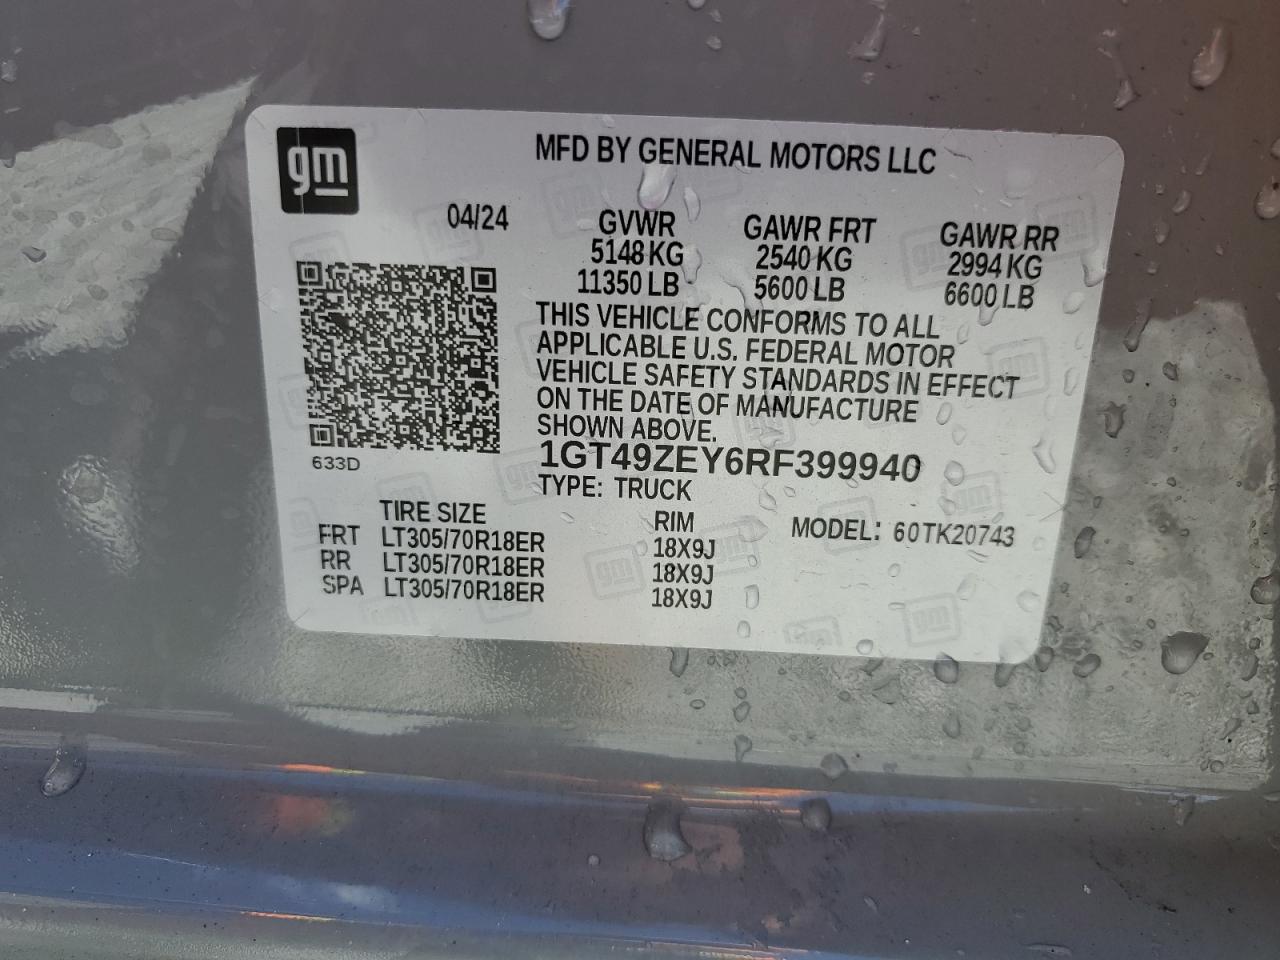 gm
MFD BY GENERAL MOTORS LLC
04/24
GVWR GAWR FRT GAWR RR
5148 KG 2540 KG 2994 KG
11350 LB 5600 LB 6600 LB
THIS VEHICLE CONFORMS TO ALL
APPLICABLE U.S. FEDERAL MOTOR
VEHICLE SAFETY STANDARDS IN EFFECT
ON THE DATE OF MANUFACTURE
SHOWN ABOVE.
633D
1GT49ZEY6RF399940
TYPE: TRUCK
TIRE SIZE RIM MODEL: 60TK20743
FRT LT305/70R18ER 18X9J
RR LT305/70R18ER 18X9J
SPA LT305/70R18ER 18X9J